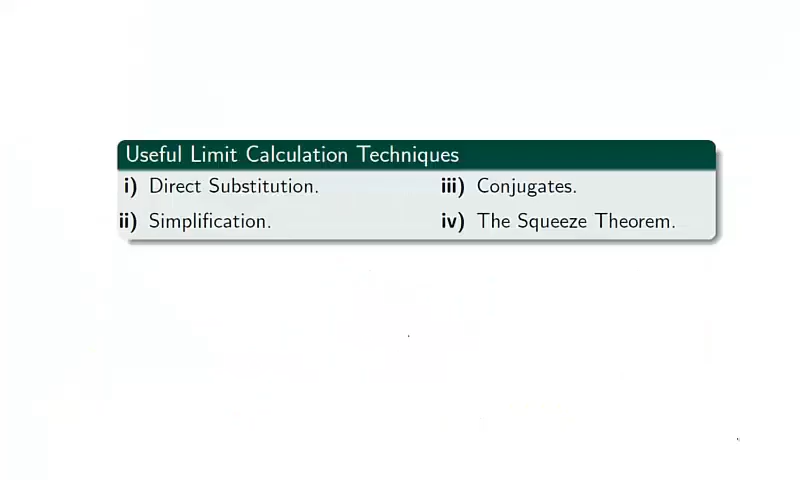 Useful Limit Calculation Techniques
i) Direct Substitution.
ii) Simplification.
iii) Conjugates.
iv) The Squeeze Theorem.